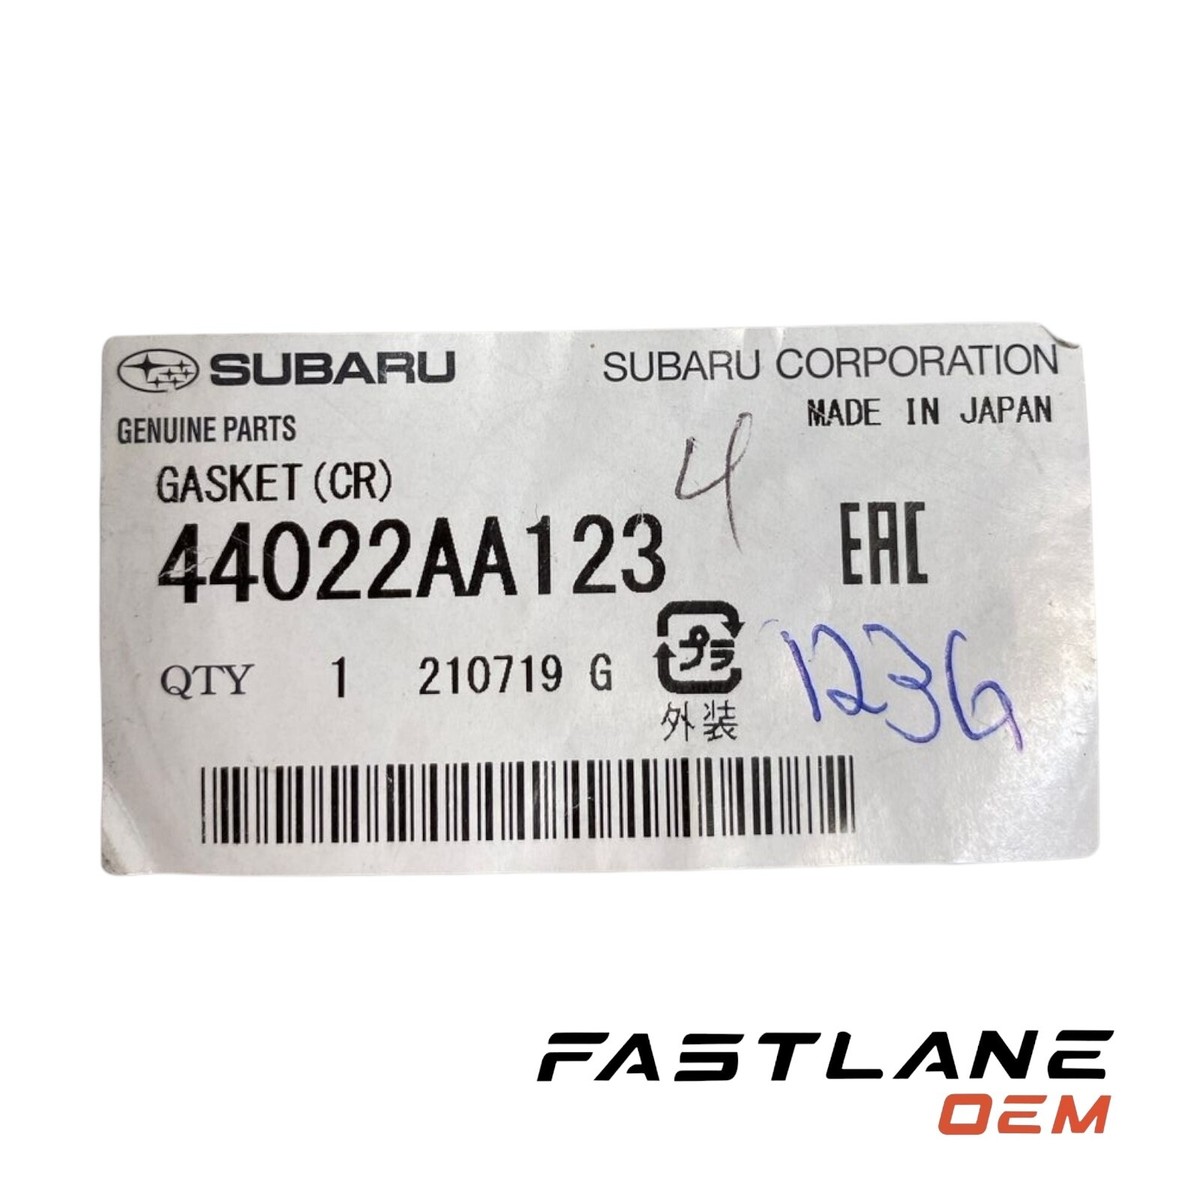 SUBARU
SUBARU CORPORATION
GENUINE PARTS
MADE IN JAPAN
GASKET (CR)
4
44022AA123
EAC
QTY 1 210719 G
プラ
外装
123G
FASTLANE
OEM